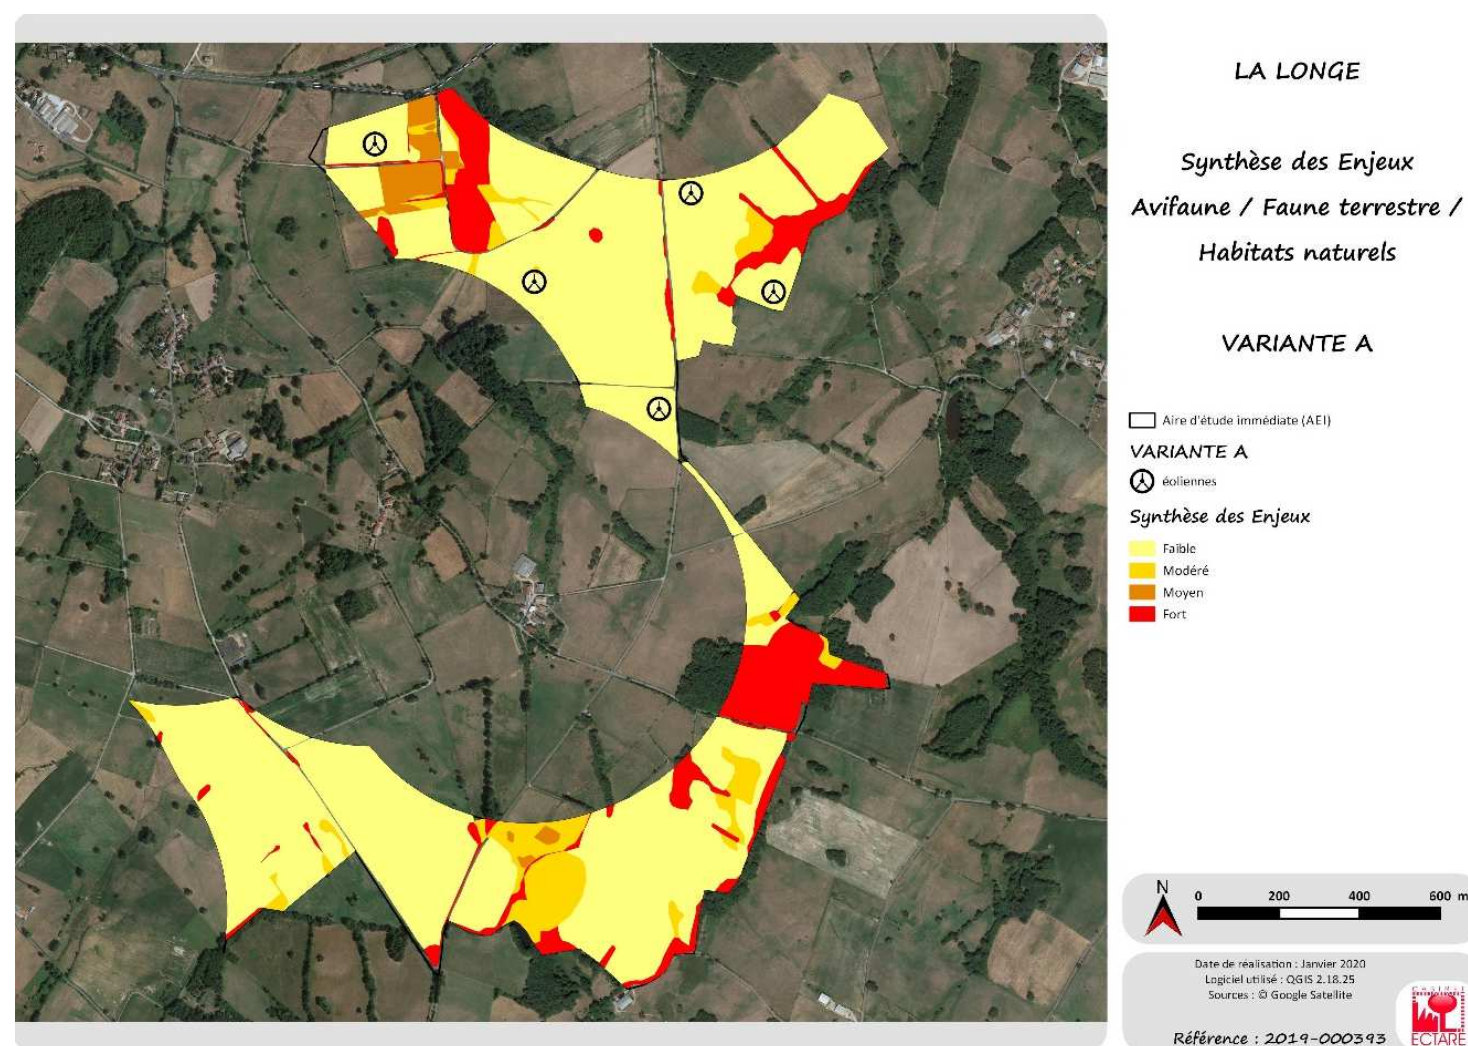 LA LONGE
Synthèse des Enjeux
Avifaune / Faune terrestre /
Habitats naturels
VARIANTE A
Aire d'étude immédiate (AEI)
VARIANTE A
éoliennes
Synthèse des Enjeux
Faible
Modéré
Moyen
Fort
N
0 200 400 600 m
Date de réalisation : Janvier 2020
Logiciel utilisé : QGIS 2.18.25
Sources : © Google Satellite
Référence : 2019-000393
CABINET
ECTARE